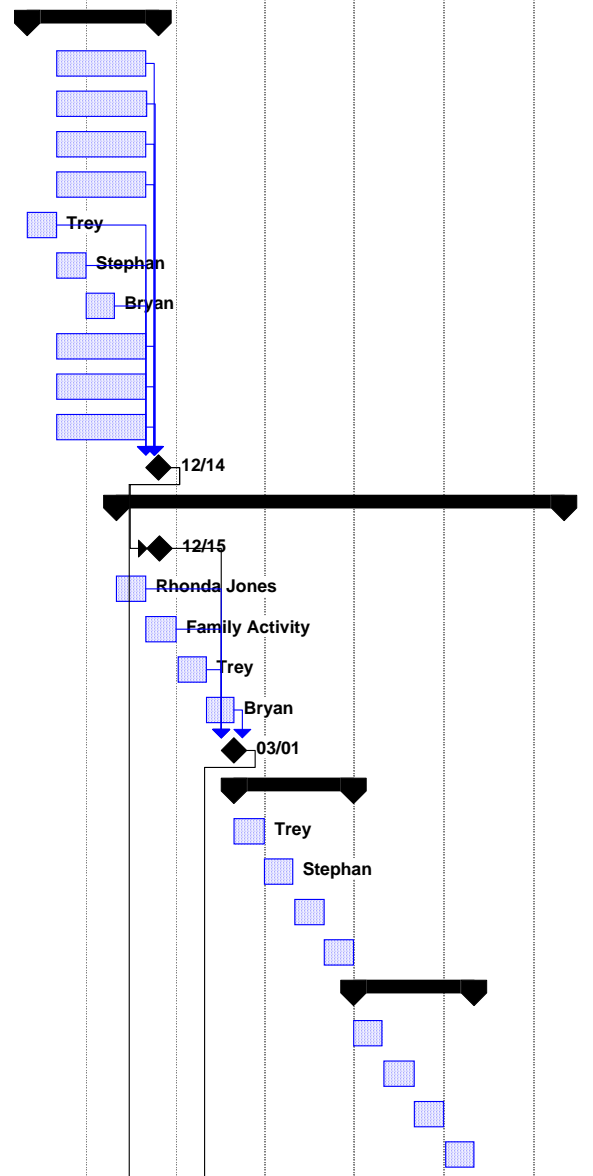 Trey
Stephan
Bryan
12/14
12/15
Rhonda Jones
Family Activity
Trey
Bryan
03/01
Trey
Stephan